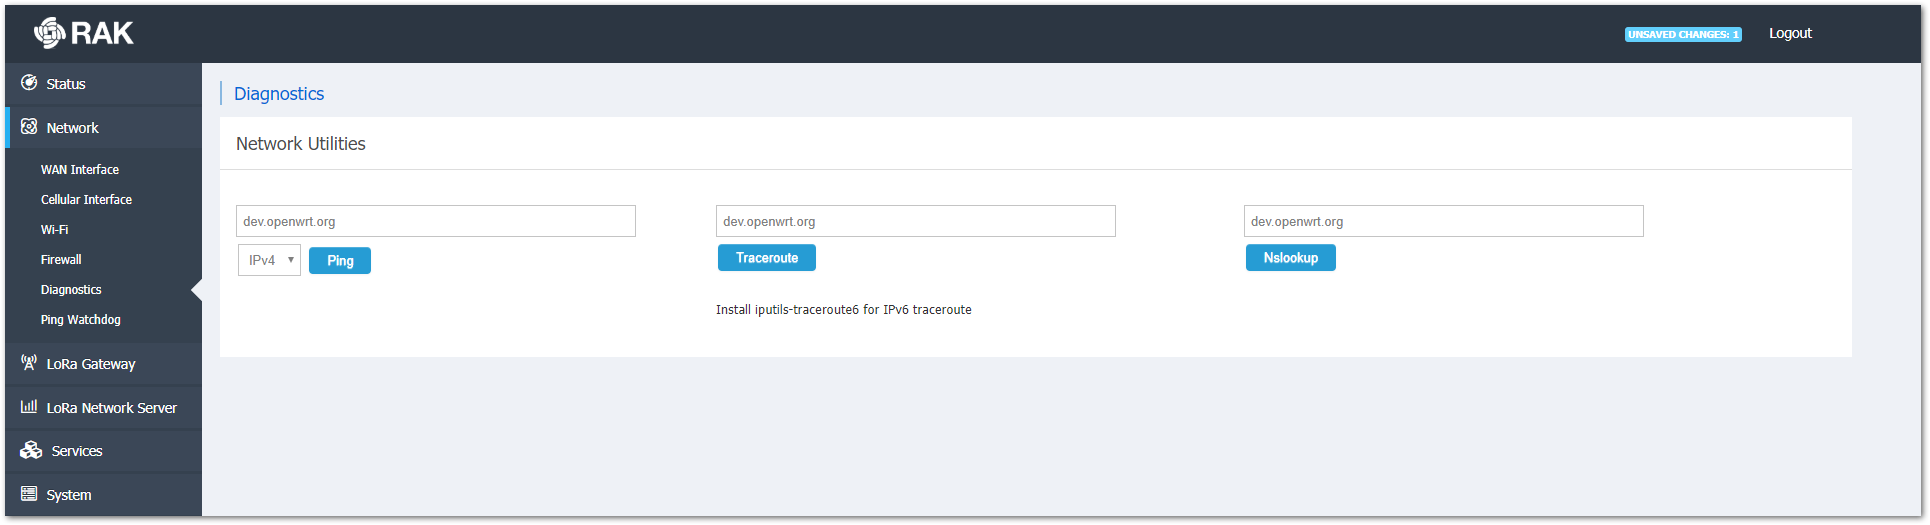 RAK
UNSAVED CHANGES: 1
Logout
Status
Network
WAN Interface
Cellular Interface
Wi-Fi
Firewall
Diagnostics
Ping Watchdog
LoRa Gateway
LoRa Network Server
Services
System
Diagnostics
Network Utilities
dev.openwrt.org
dev.openwrt.org
dev.openwrt.org
IPv4
Ping
Traceroute
Nslookup
Install iputils-traceroute6 for IPv6 traceroute